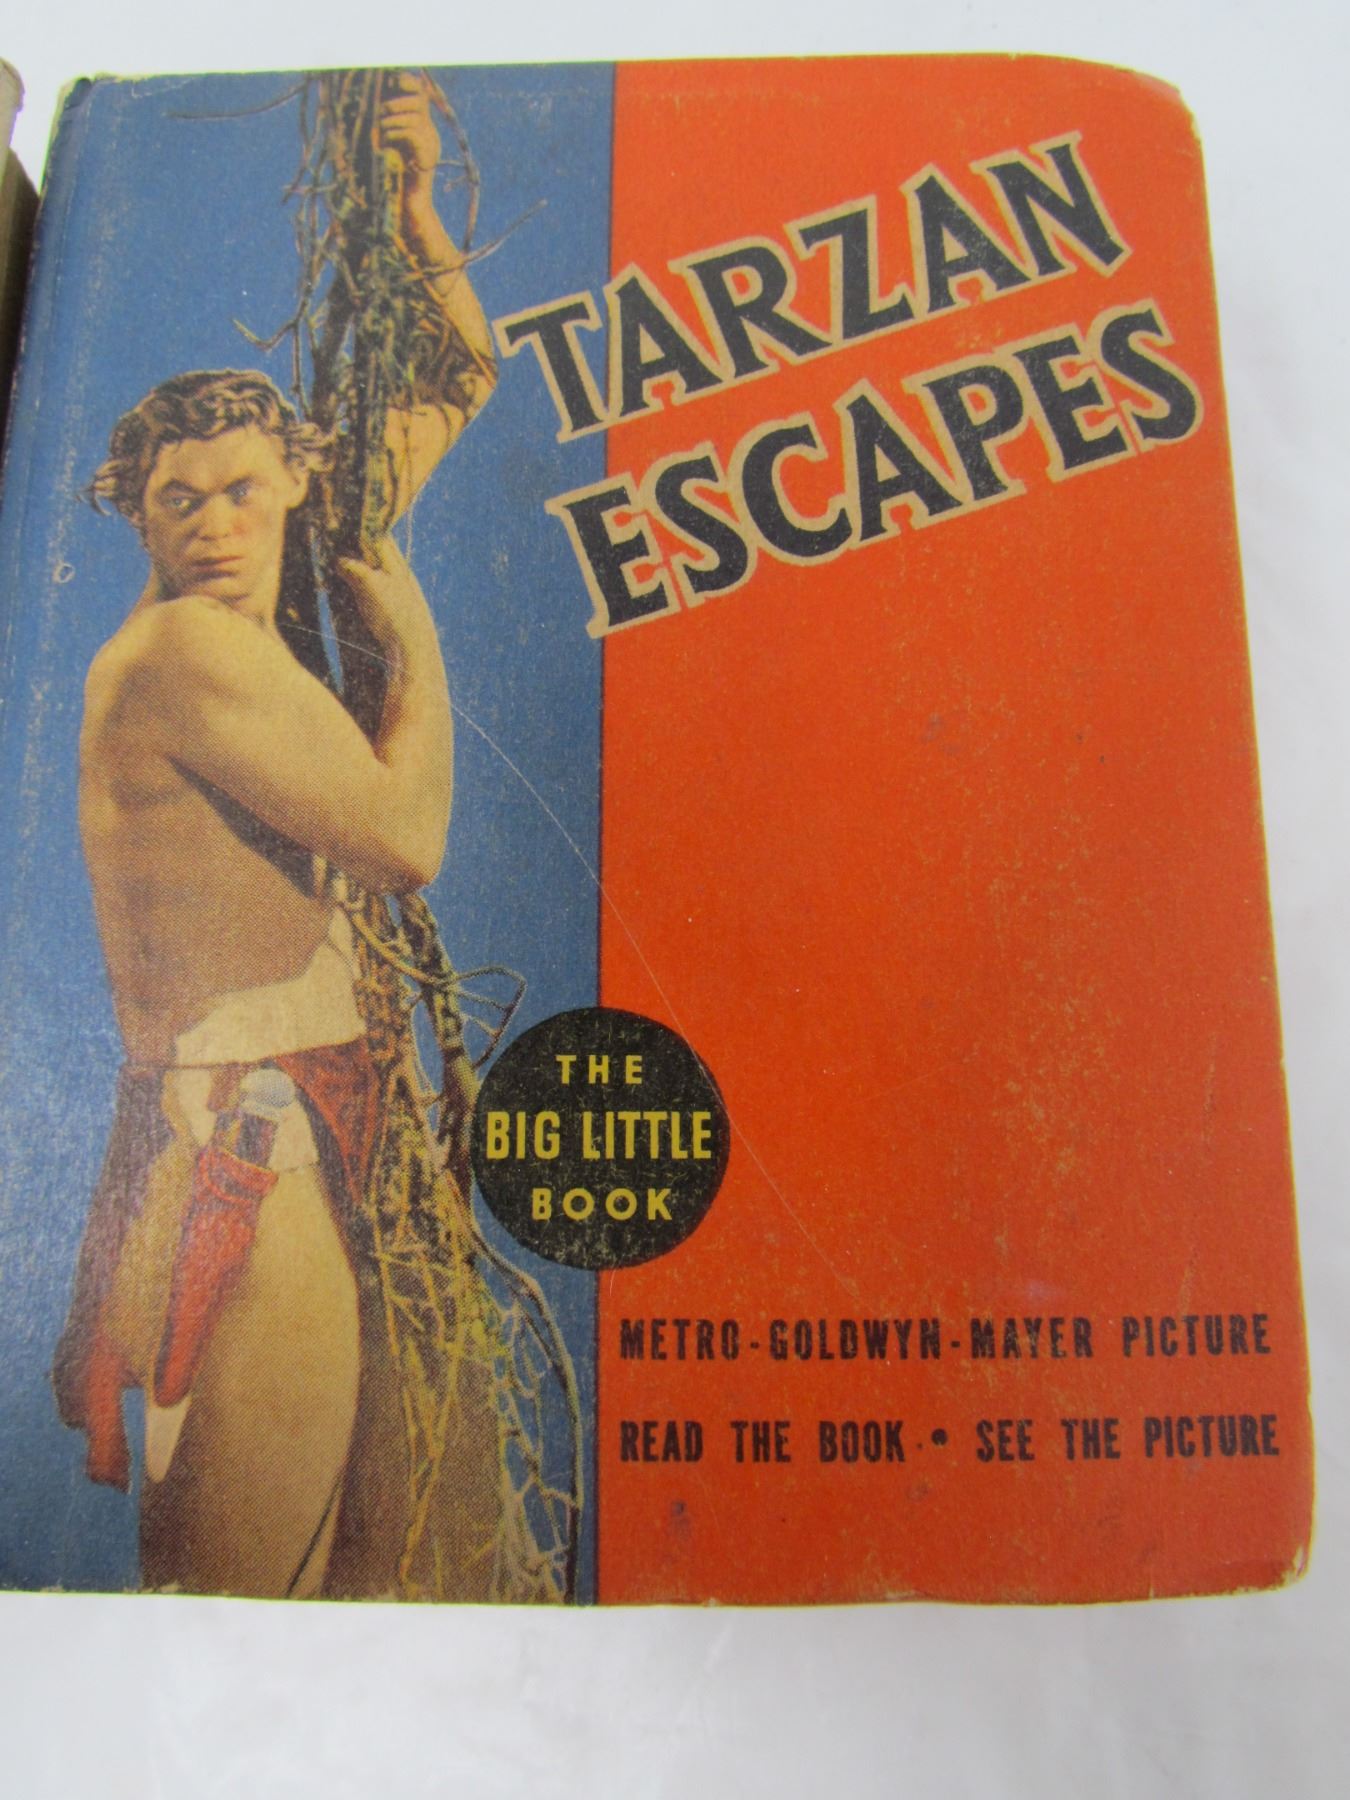 TARZAN
ESCAPES
THE
BIG LITTLE
BOOK
METRO-GOLDWYN-MAYER PICTURE
READ THE BOOK • SEE THE PICTURE